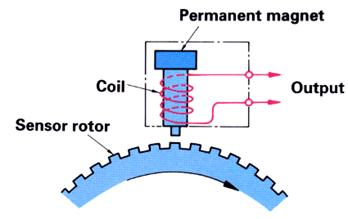 Permanent magnet
Coil
Output
Sensor rotor